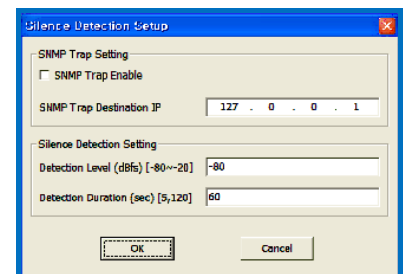 Silence Detection Setup
SNMP Trap Setting
SNMP Trap Enable
SNMP Trap Destination IP 127 . 0 . 0 . 1
Silence Detection Setting
Detection Level (dBfs) [-80~-20] -80
Detection Duration (sec) [5,120] 60
OK Cancel